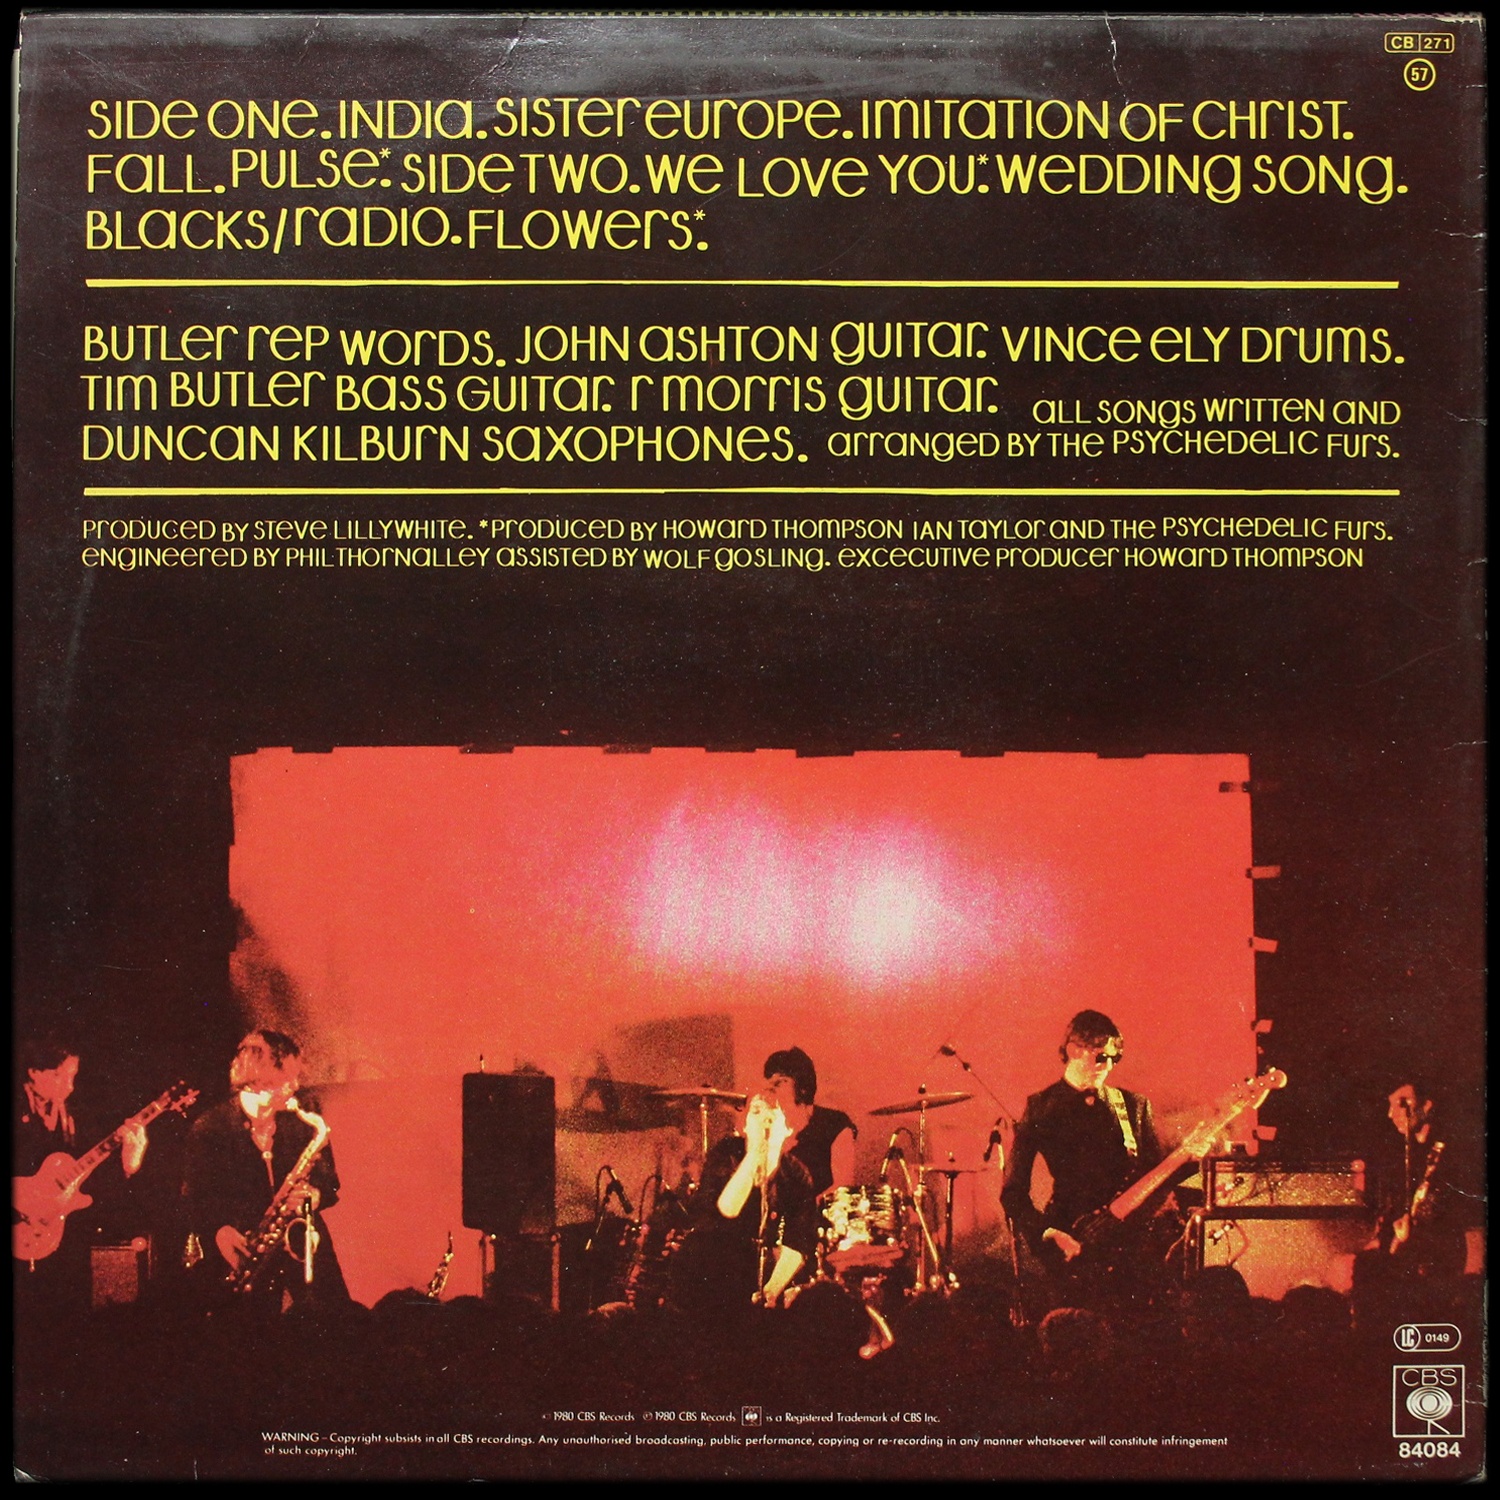 CB 271
57
SIDE ONE. INDIA. SISTER EUROPE. IMITATION OF CHRIST.
FALL. PULSE*. SIDE TWO. WE LOVE YOU*. WEDDING SONG.
BLACKS/RADIO. FLOWERS*.
BUTLER REP WORDS. JOHN ASHTON GUITAR. VINCE ELY DRUMS.
TIM BUTLER BASS GUITAR. R MORRIS GUITAR.
DUNCAN KILBURN SAXOPHONES.
ALL SONGS WRITTEN AND
ARRANGED BY THE PSYCHEDELIC FURS.
PRODUCED BY STEVE LILLYWHITE. *PRODUCED BY HOWARD THOMPSON IAN TAYLOR AND THE PSYCHEDELIC FURS.
ENGINEERED BY PHIL THORNALLEY ASSISTED BY WOLF GOSLING. EXCECUTIVE PRODUCER HOWARD THOMPSON
LC 0149
CBS
84084
© 1980 CBS Records ℗ 1980 CBS Records is a Registered Trademark of CBS Inc.
WARNING – Copyright subsists in all CBS recordings. Any unauthorised broadcasting, public performance, copying or re-recording in any manner whatsoever will constitute infringement
of such copyright.